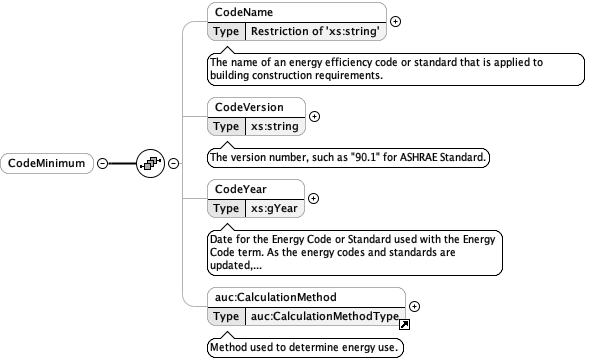 CodeName
Type Restriction of 'xs:string'
The name of an energy efficiency code or standard that is applied to
building construction requirements.
CodeVersion
Type xs:string
The version number, such as "90.1" for ASHRAE Standard.
CodeMinimum
CodeYear
Type xs:gYear
Date for the Energy Code or Standard used with the Energy
Code term. As the energy codes and standards are
updated,...
auc:CalculationMethod
Type auc:CalculationMethodType
Method used to determine energy use.